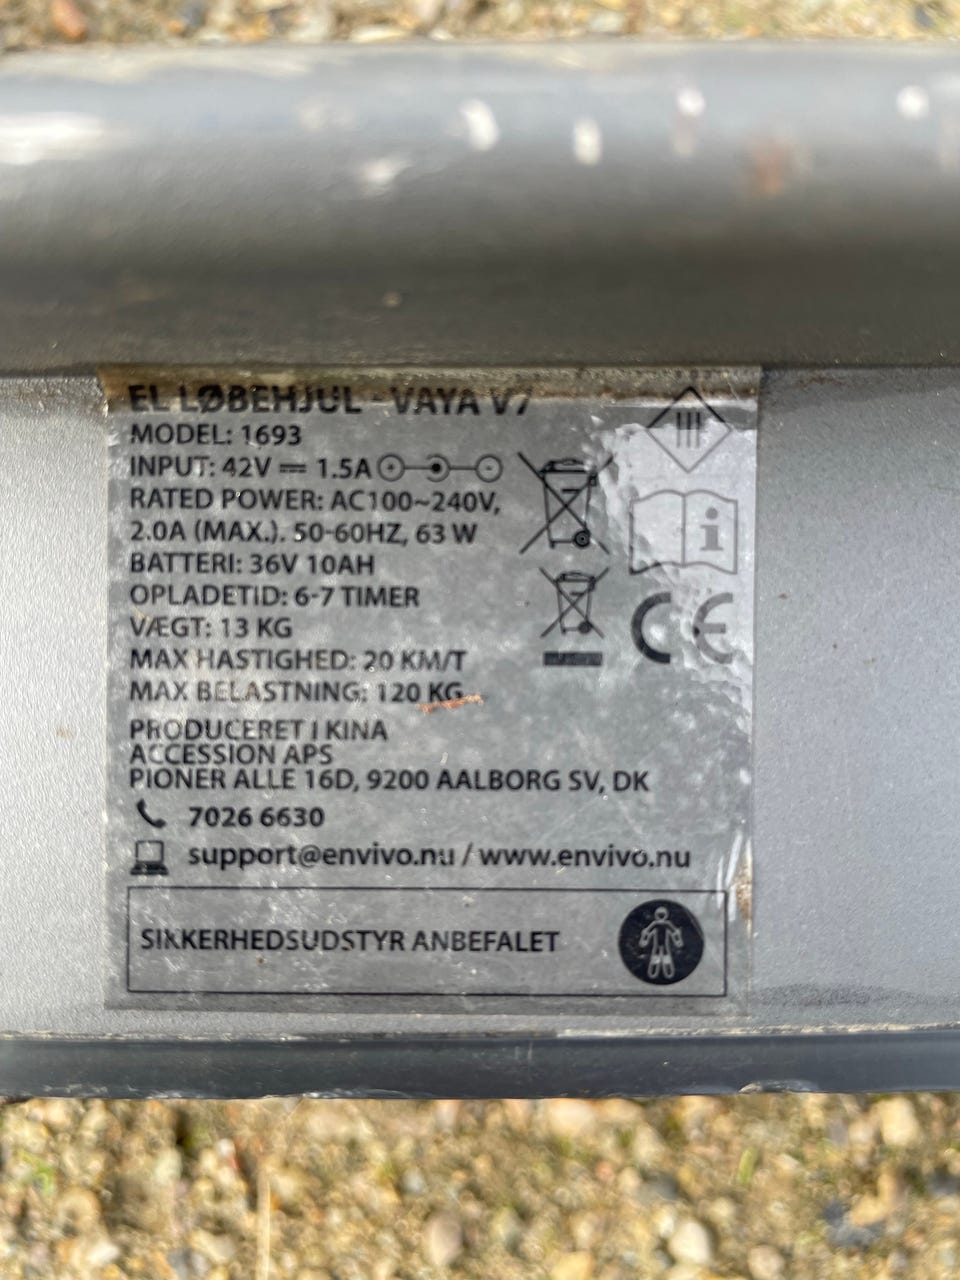 EL LØBEHJUL - VAYA V7
MODEL: 1693
INPUT: 42V ⎓ 1.5A
RATED POWER: AC100~240V,
2.0A (MAX.). 50-60HZ, 63 W
BATTERI: 36V 10AH
OPLADETID: 6-7 TIMER
VÆGT: 13 KG
MAX HASTIGHED: 20 KM/T
MAX BELASTNING: 120 KG
PRODUCERET I KINA
ACCESSION APS
PIONER ALLE 16D, 9200 AALBORG SV, DK
7026 6630
support@envivo.nu / www.envivo.nu
SIKKERHEDSUDSTYR ANBEFALET
CE